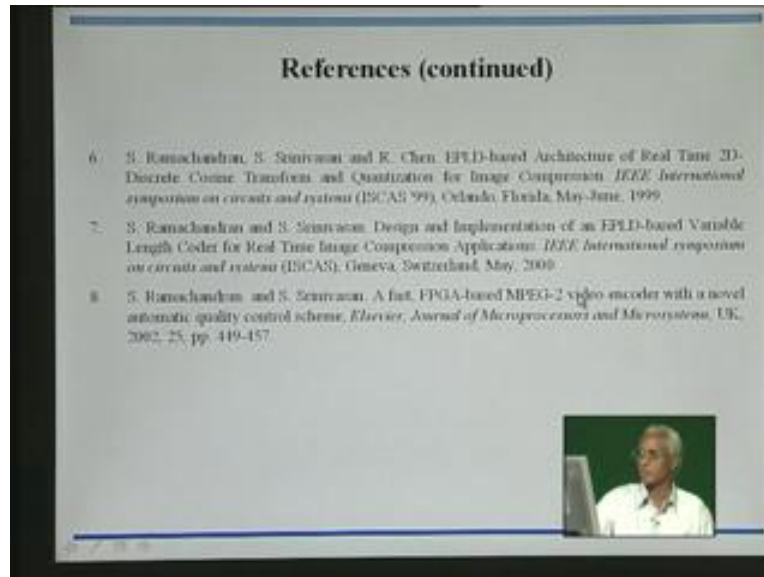 References (continued)
6. S. Ramachandran, S. Srinivasan and R. Chen, EPLD-based Architecture of Real Time 2D-
Discrete Cosine Transform and Quantization for Image Compression, IEEE International
symposium on circuits and systems (ISCAS '99), Orlando, Florida, May-June, 1999.
7. S. Ramachandran and S. Srinivasan, Design and Implementation of an EPLD-based Variable
Length Coder for Real Time Image Compression Applications, IEEE International symposium
on circuits and systems (ISCAS), Geneva, Switzerland, May, 2000.
8. S. Ramachandran and S. Srinivasan, A fast, FPGA-based MPEG-2 video encoder with a novel
automatic quality control scheme, Elsevier, Journal of Microprocessors and Microsystems, UK,
2002, 25, pp. 449-457.